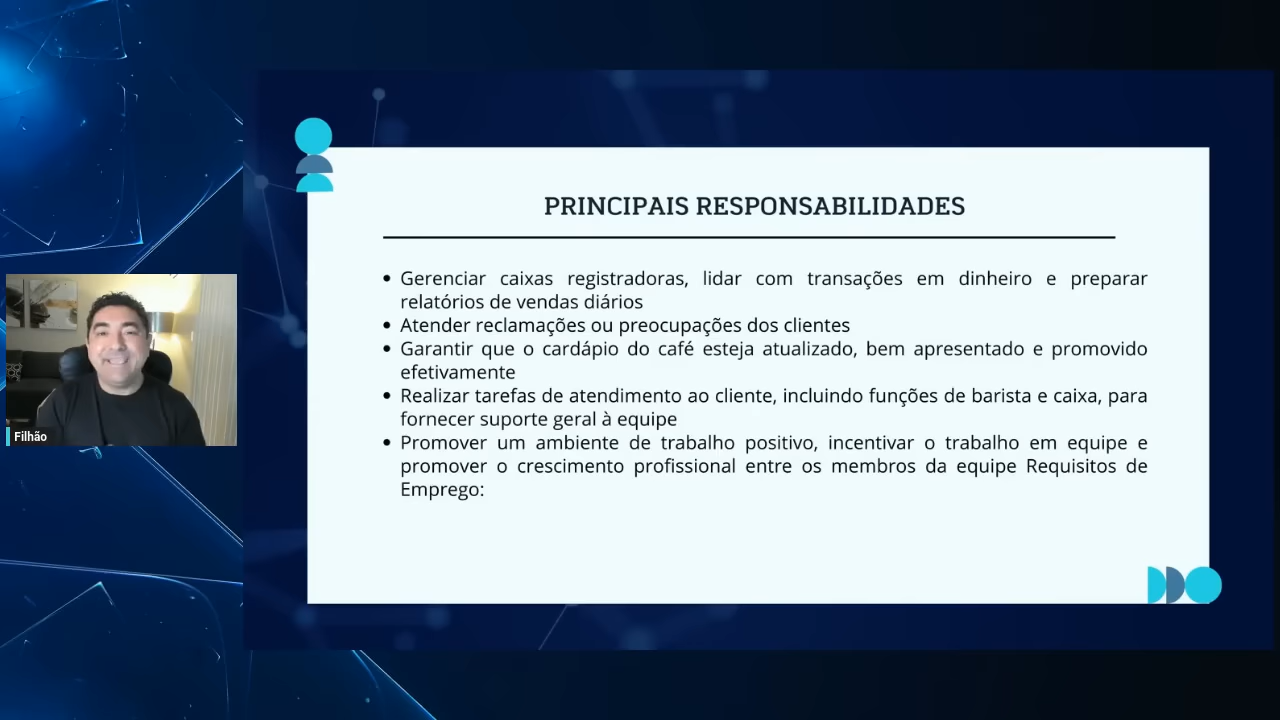 PRINCIPAIS RESPONSABILIDADES
Gerenciar caixas registradoras, lidar com transações em dinheiro e preparar
relatórios de vendas diários
Atender reclamações ou preocupações dos clientes
Garantir que o cardápio do café esteja atualizado, bem apresentado e promovido
efetivamente
Realizar tarefas de atendimento ao cliente, incluindo funções de barista e caixa, para
fornecer suporte geral à equipe
Promover um ambiente de trabalho positivo, incentivar o trabalho em equipe e
promover o crescimento profissional entre os membros da equipe Requisitos de
Emprego:
Filhão